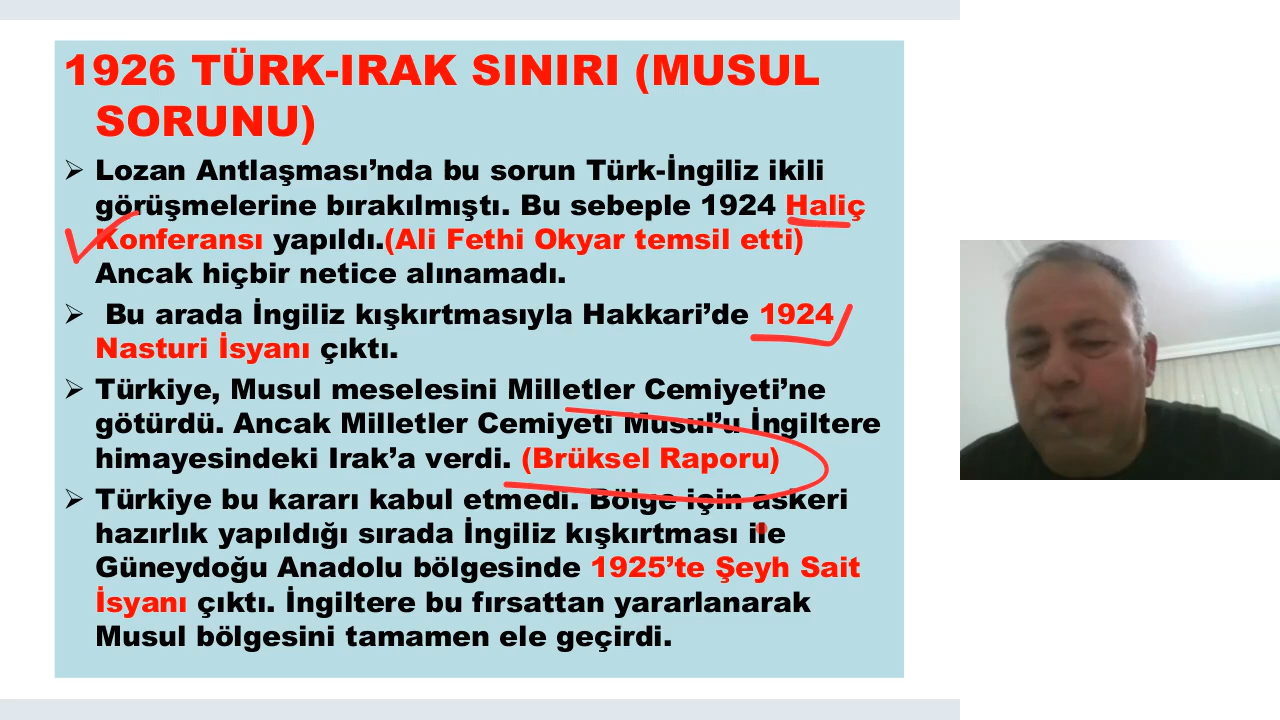 1926 TÜRK-IRAK SINIRI (MUSUL
SORUNU)
➢ Lozan Antlaşması’nda bu sorun Türk-İngiliz ikili
görüşmelerine bırakılmıştı. Bu sebeple 1924 Haliç
Konferansı yapıldı.(Ali Fethi Okyar temsil etti)
Ancak hiçbir netice alınamadı.
➢ Bu arada İngiliz kışkırtmasıyla Hakkari’de 1924
Nasturi İsyanı çıktı.
➢ Türkiye, Musul meselesini Milletler Cemiyeti’ne
götürdü. Ancak Milletler Cemiyeti Musul’u İngiltere
himayesindeki Irak’a verdi. (Brüksel Raporu)
➢ Türkiye bu kararı kabul etmedi. Bölge için askeri
hazırlık yapıldığı sırada İngiliz kışkırtması ile
Güneydoğu Anadolu bölgesinde 1925’te Şeyh Sait
İsyanı çıktı. İngiltere bu fırsattan yararlanarak
Musul bölgesini tamamen ele geçirdi.